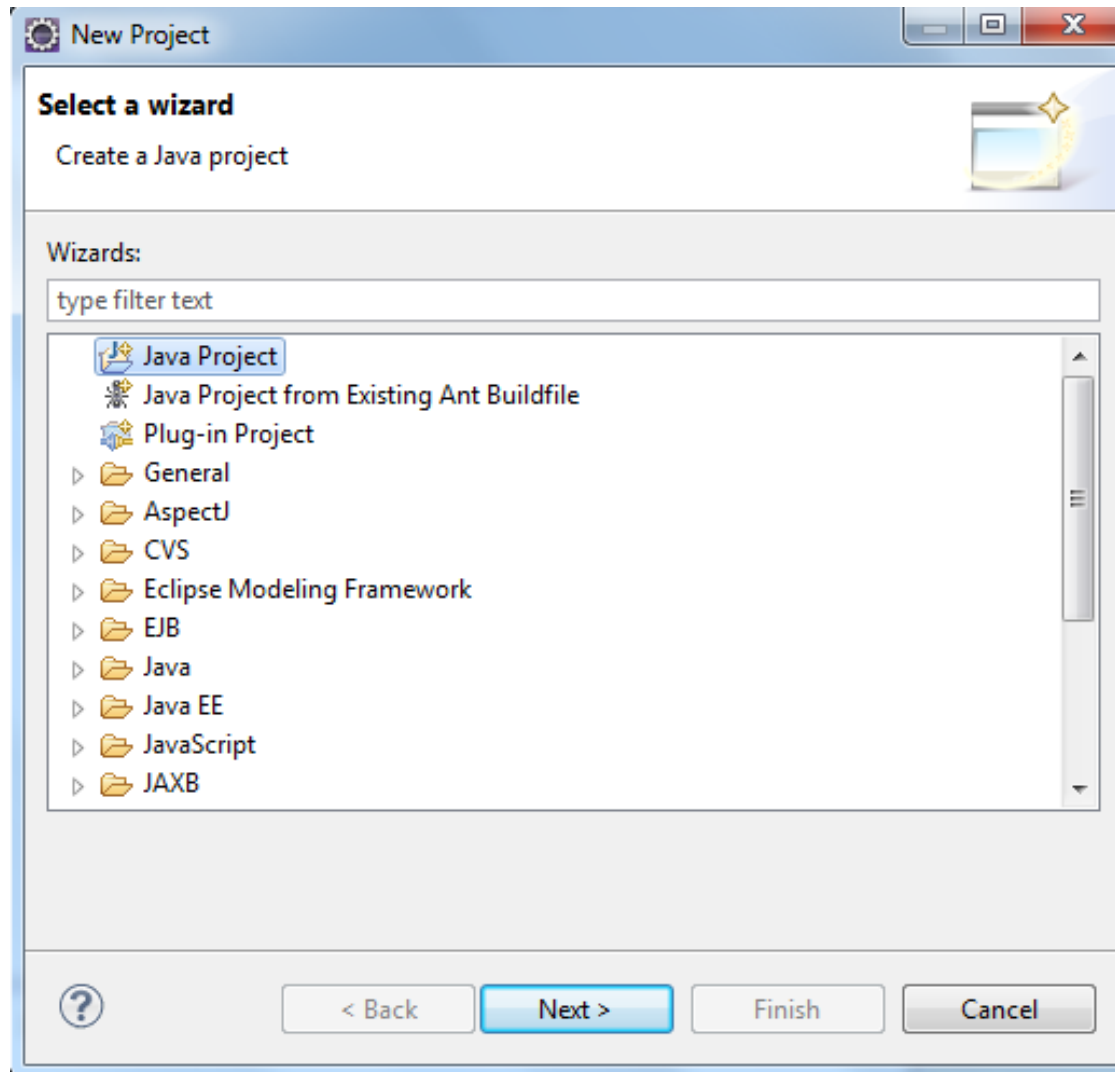 New Project
Select a wizard
Create a Java project
Wizards:
type filter text
Java Project
Java Project from Existing Ant Buildfile
Plug-in Project
General
AspectJ
CVS
Eclipse Modeling Framework
EJB
Java
Java EE
JavaScript
JAXB
? < Back Next > Finish Cancel